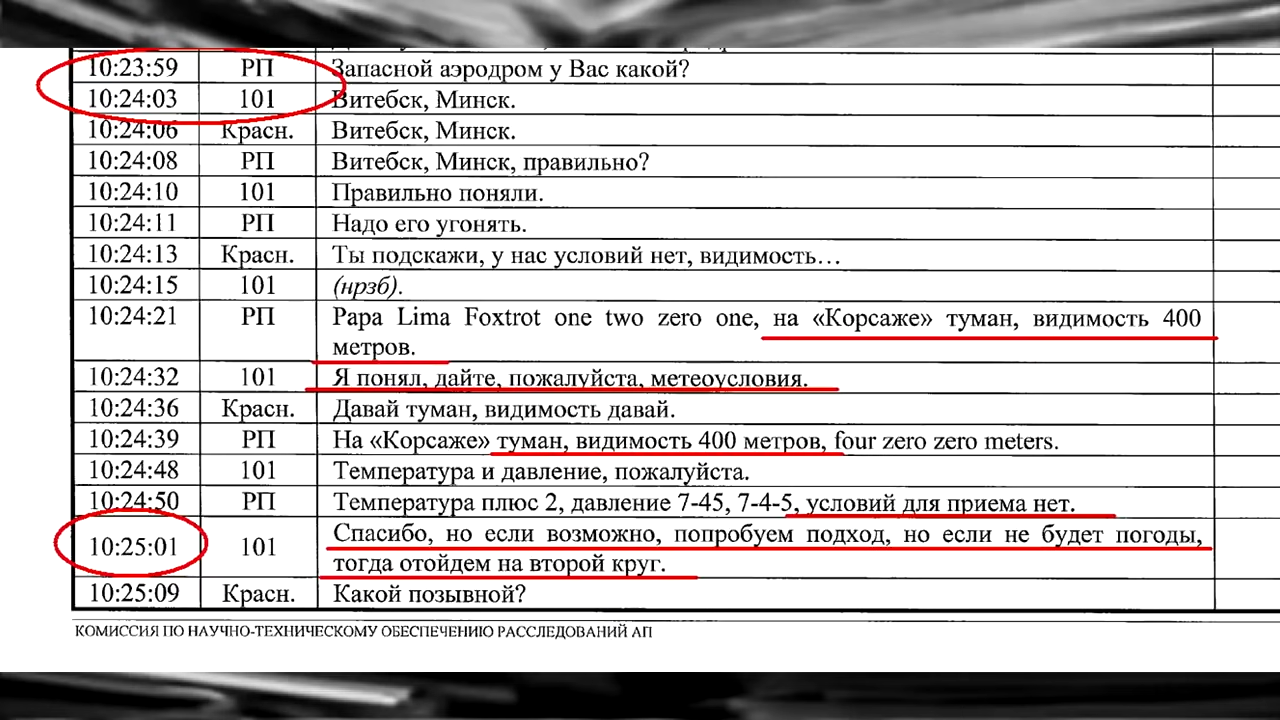 10:23:59 РП Запасной аэродром у Вас какой?
10:24:03 101 Витебск, Минск.
10:24:06 Красн. Витебск, Минск.
10:24:08 РП Витебск, Минск, правильно?
10:24:10 101 Правильно поняли.
10:24:11 РП Надо его угонять.
10:24:13 Красн. Ты подскажи, у нас условий нет, видимость…
10:24:15 101 (нрзб).
10:24:21 РП Papa Lima Foxtrot one two zero one, на «Корсаже» туман, видимость 400
метров.
10:24:32 101 Я понял, дайте, пожалуйста, метеоусловия.
10:24:36 Красн. Давай туман, видимость давай.
10:24:39 РП На «Корсаже» туман, видимость 400 метров, four zero zero meters.
10:24:48 101 Температура и давление, пожалуйста.
10:24:50 РП Температура плюс 2, давление 7-45, 7-4-5, условий для приема нет.
10:25:01 101 Спасибо, но если возможно, попробуем подход, но если не будет погоды,
тогда отойдем на второй круг.
10:25:09 Красн. Какой позывной?
КОМИССИЯ ПО НАУЧНО-ТЕХНИЧЕСКОМУ ОБЕСПЕЧЕНИЮ РАССЛЕДОВАНИЙ АП